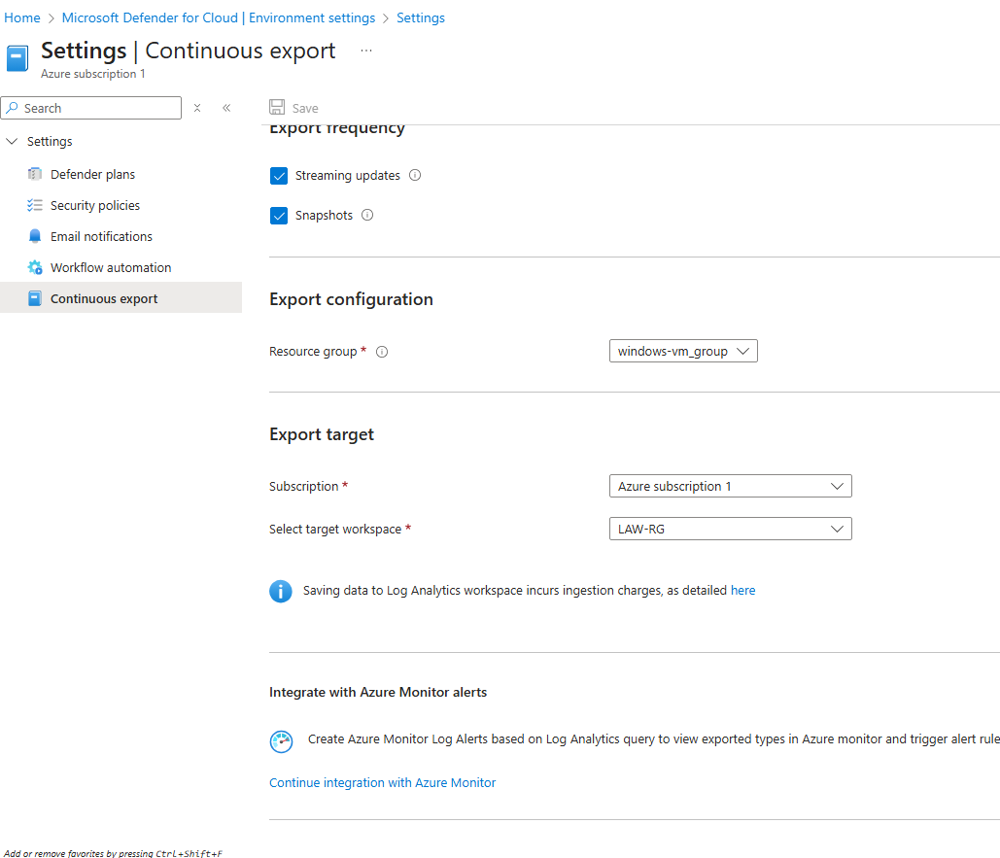 Home > Microsoft Defender for Cloud | Environment settings > Settings
Settings | Continuous export ...
Azure subscription 1
Search
Save
Settings
Defender plans
Security policies
Email notifications
Workflow automation
Continuous export
Export frequency
Streaming updates
Snapshots
Export configuration
Resource group * windows-vm_group
Export target
Subscription * Azure subscription 1
Select target workspace * LAW-RG
Saving data to Log Analytics workspace incurs ingestion charges, as detailed here
Integrate with Azure Monitor alerts
Create Azure Monitor Log Alerts based on Log Analytics query to view exported types in Azure monitor and trigger alert rule
Continue integration with Azure Monitor
Add or remove favorites by pressing Ctrl+Shift+F